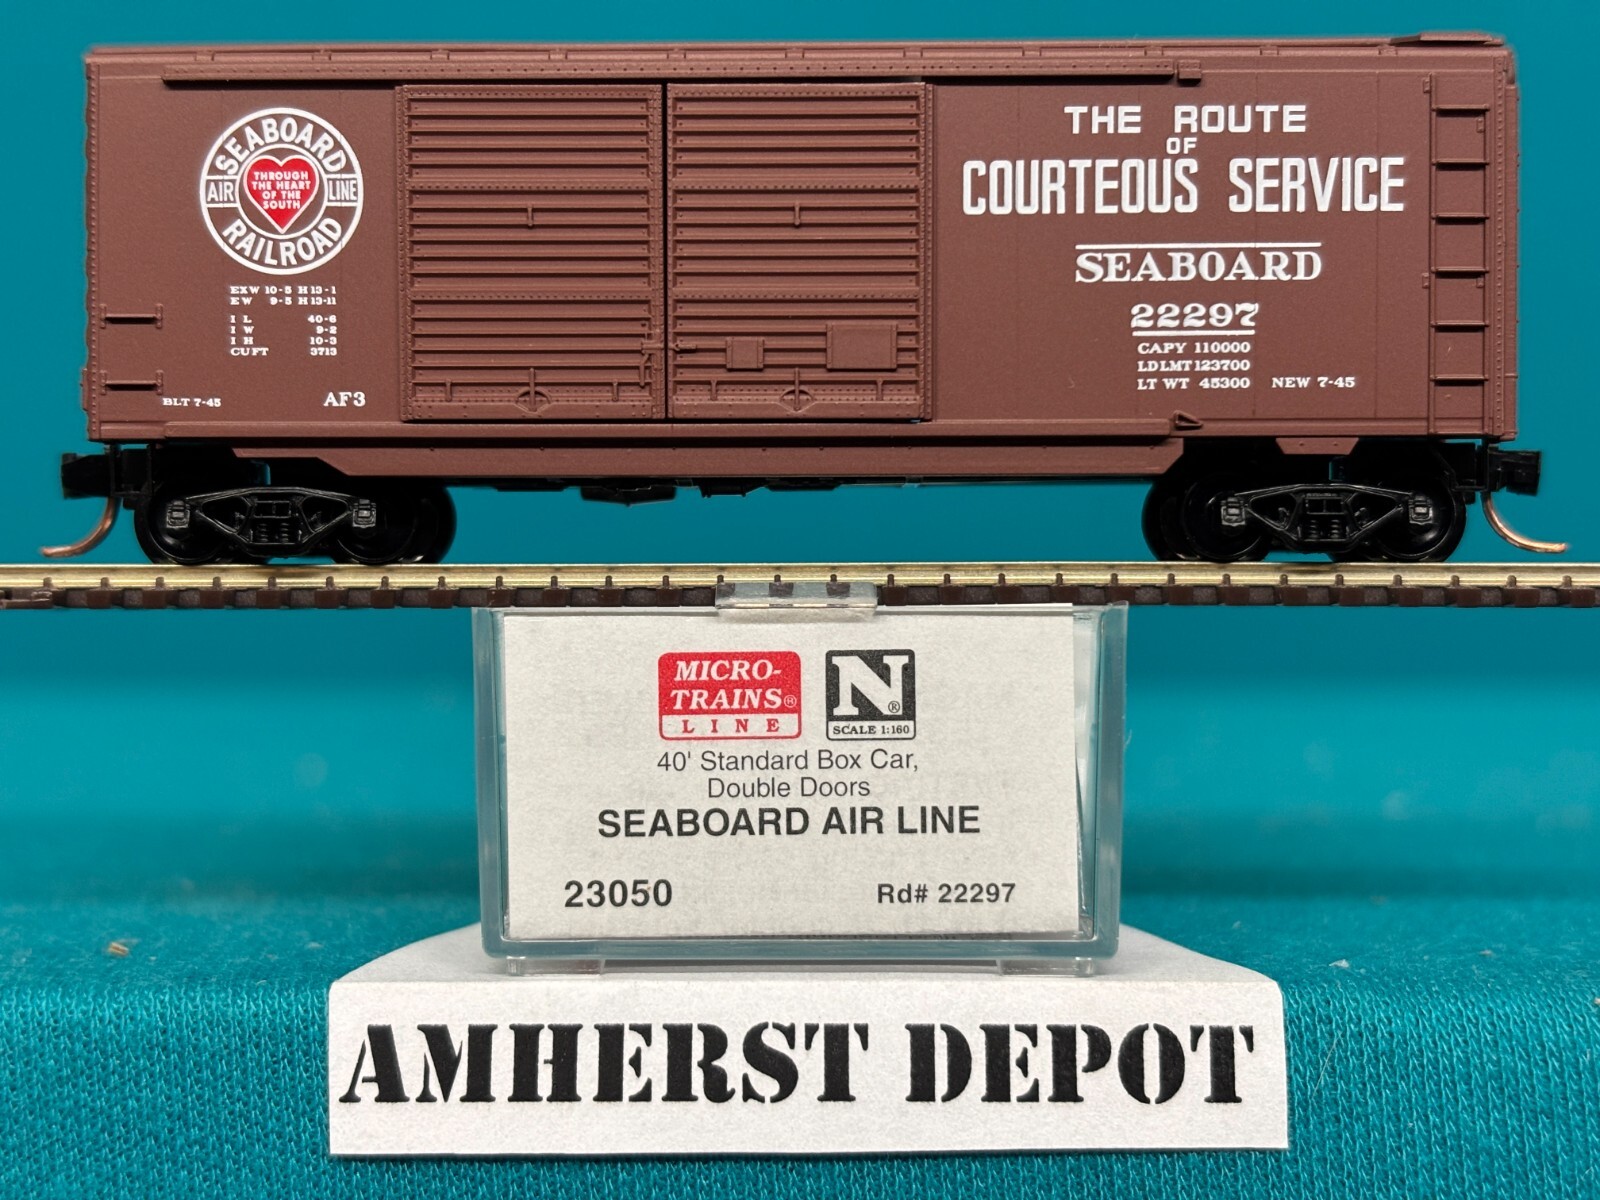 SEABOARD
AIR LINE
RAILROAD
THROUGH
THE HEART
OF THE
SOUTH
EXW 10-5 H 13-1
EW 9-5 H 13-11
I L 40-6
I W 9-2
I H 10-3
CU FT 3713
BLT 7-45
AF3
THE ROUTE
OF
COURTEOUS SERVICE
SEABOARD
22297
CAPY 110000
LD LMT 123700
LT WT 45300 NEW 7-45
MICRO-
TRAINS®
LINE
N®
SCALE 1:160
40' Standard Box Car,
Double Doors
SEABOARD AIR LINE
23050 Rd# 22297
AMHERST DEPOT